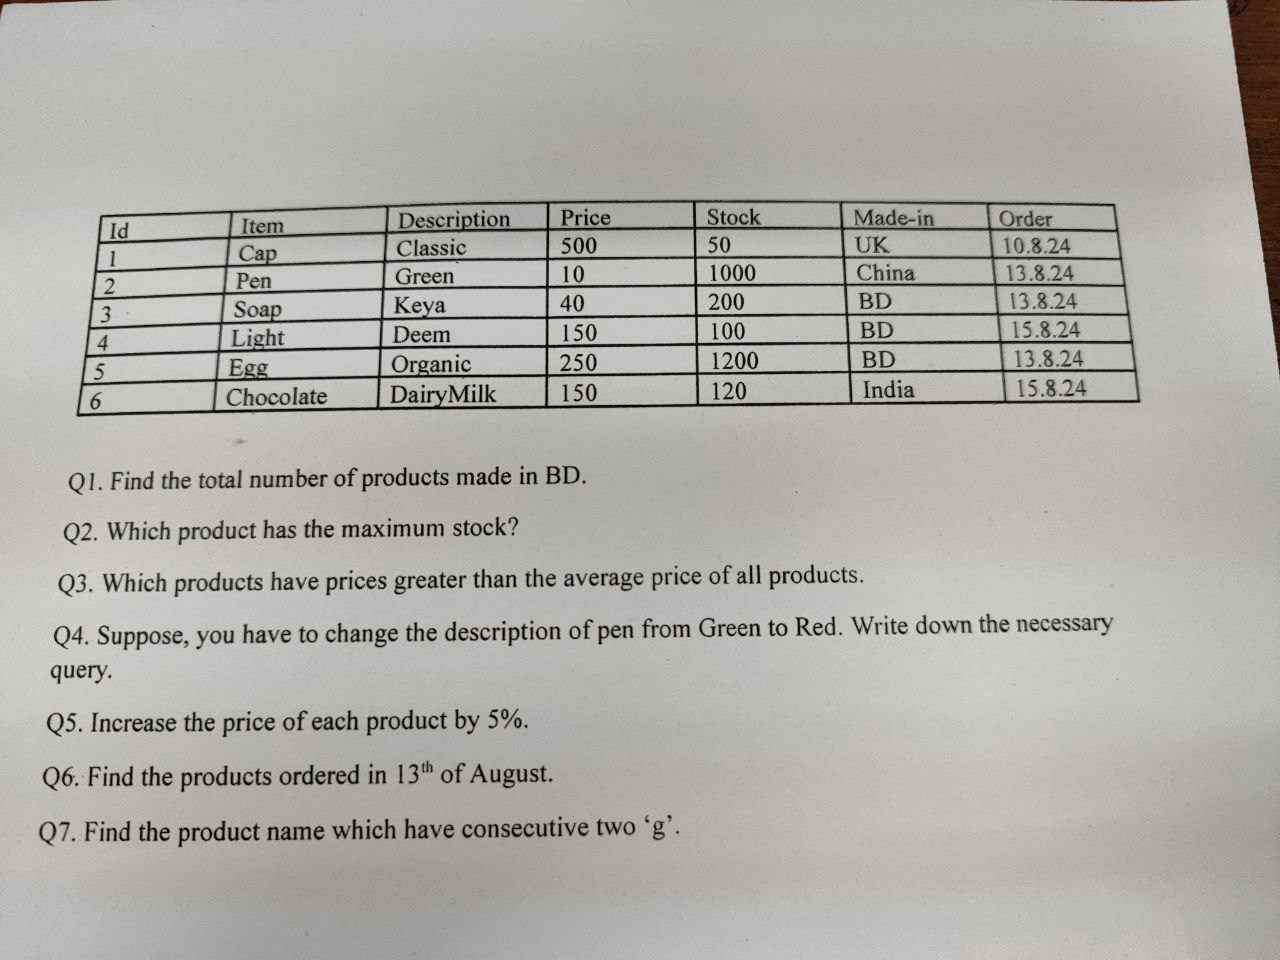 Id Item Description Price Stock Made-in Order
1 Cap Classic 500 50 UK 10.8.24
2 Pen Green 10 1000 China 13.8.24
3 Soap Keya 40 200 BD 13.8.24
4 Light Deem 150 100 BD 15.8.24
5 Egg Organic 250 1200 BD 13.8.24
6 Chocolate DairyMilk 150 120 India 15.8.24
Q1. Find the total number of products made in BD.
Q2. Which product has the maximum stock?
Q3. Which products have prices greater than the average price of all products.
Q4. Suppose, you have to change the description of pen from Green to Red. Write down the necessary
query.
Q5. Increase the price of each product by 5%.
Q6. Find the products ordered in 13th of August.
Q7. Find the product name which have consecutive two ‘g’.